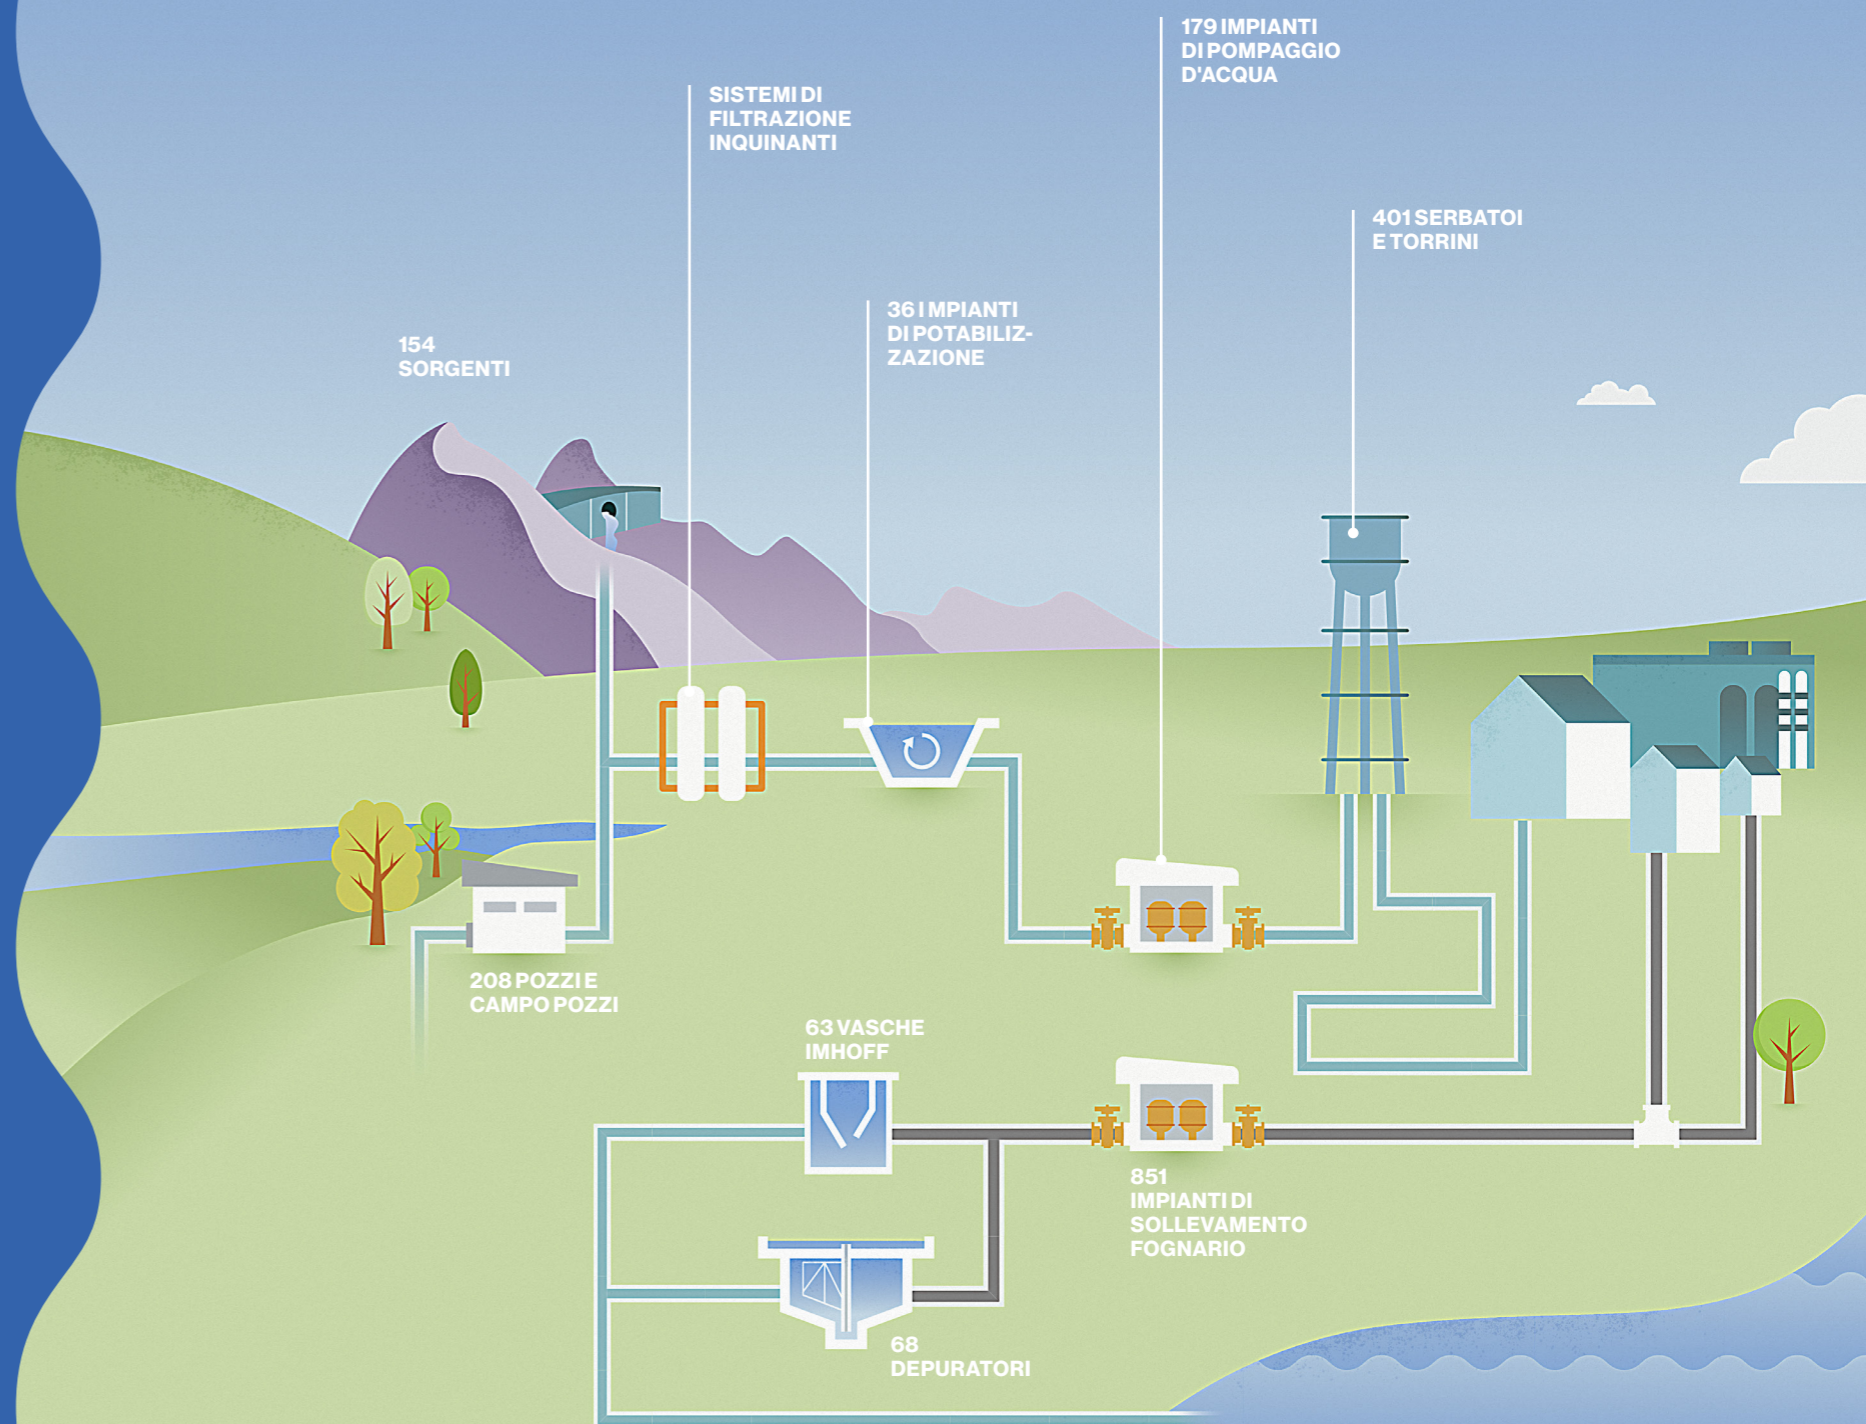 179 IMPIANTI
DI POMPAGGIO
D'ACQUA
SISTEMI DI
FILTRAZIONE
INQUINANTI
401 SERBATOI
E TORRINI
36 IMPIANTI
DI POTABILIZ-
ZAZIONE
154
SORGENTI
208 POZZI E
CAMPO POZZI
63 VASCHE
IMHOFF
851
IMPIANTI DI
SOLLEVAMENTO
FOGNARIO
68
DEPURATORI